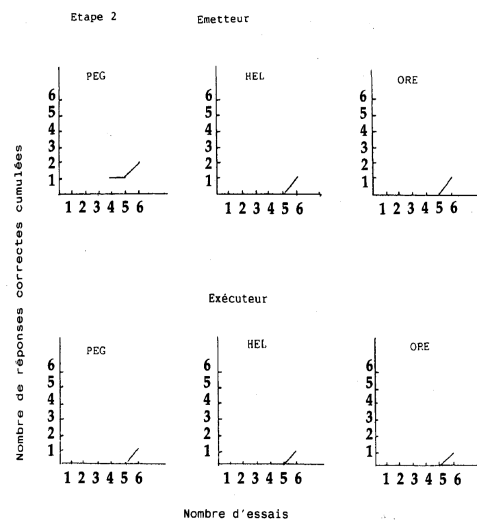 Etape 2 Emetteur
PEG HEL ORE
6 6 6
5 5 5
4 4 4
3 3 3
2 2 2
1 1 1
1 2 3 4 5 6 1 2 3 4 5 6 1 2 3 4 5 6
Nombre de réponses correctes cumulées
Exécuteur
PEG HEL ORE
6 6 6
5 5 5
4 4 4
3 3 3
2 2 2
1 1 1
1 2 3 4 5 6 1 2 3 4 5 6 1 2 3 4 5 6
Nombre d'essais